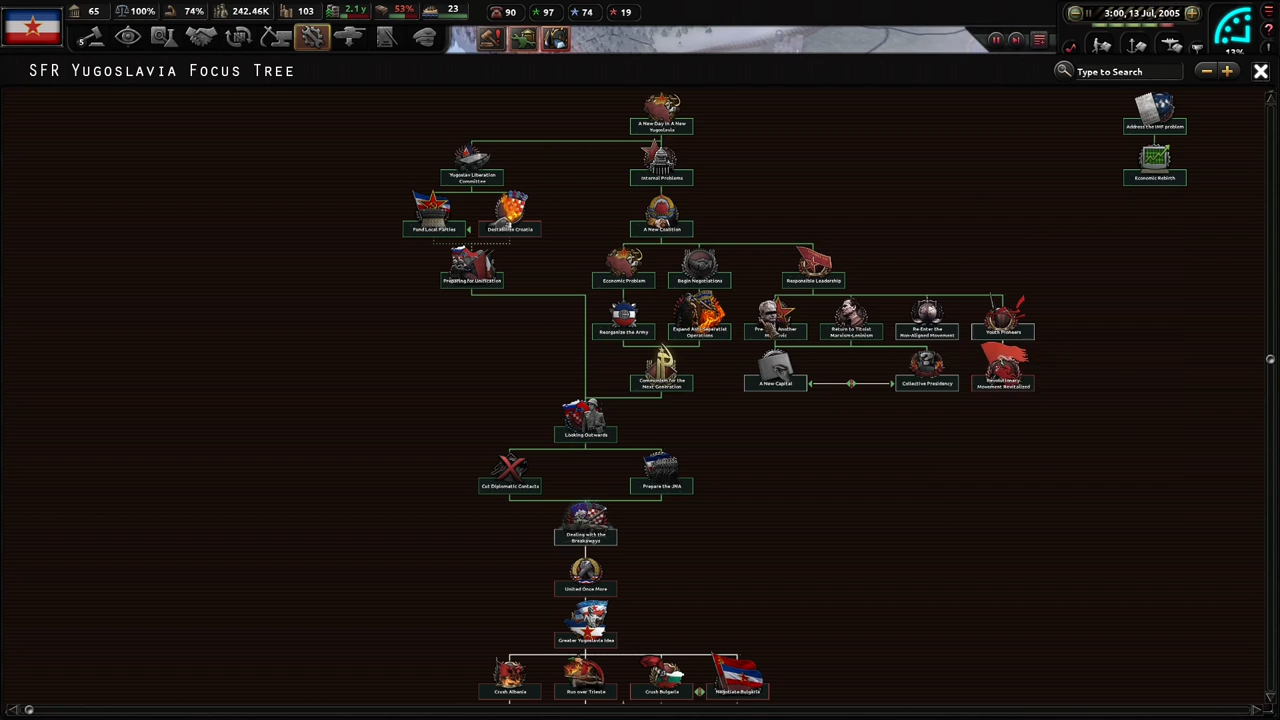 65 100% 74% 242.46K 103 2.1 y 53% 23 90 97 74 19
3:00, 13 Jul, 2005
13%
5
SFR Yugoslavia Focus Tree
Type to Search
A New Day in A New
Yugoslavia
Address the IMF problem
Yugoslav Liberation
Committee
Internal Problems
Economic Rebirth
Fund Local Parties
Destabilise Croatia
A New Coalition
Preparing for Unification
Economic Problem
Begin Negotiations
Responsible Leadership
Reorganize the Army
Expand Anti-Separatist
Operations
Return to Titoist
Marxism-Leninism
Re-Enter the
Non-Aligned Movement
Youth Pioneers
Communism for the
Next Generation
A New Capital
Collective Presidency
Revolutionary
Movement Revitalized
Looking Outwards
Cut Diplomatic Contacts
Prepare the JNA
Dealing with the
Breakaways
United Once More
Greater Yugoslavia Idea
Crush Albania
Run over Trieste
Crush Bulgaria
Negotiate Bulgaria